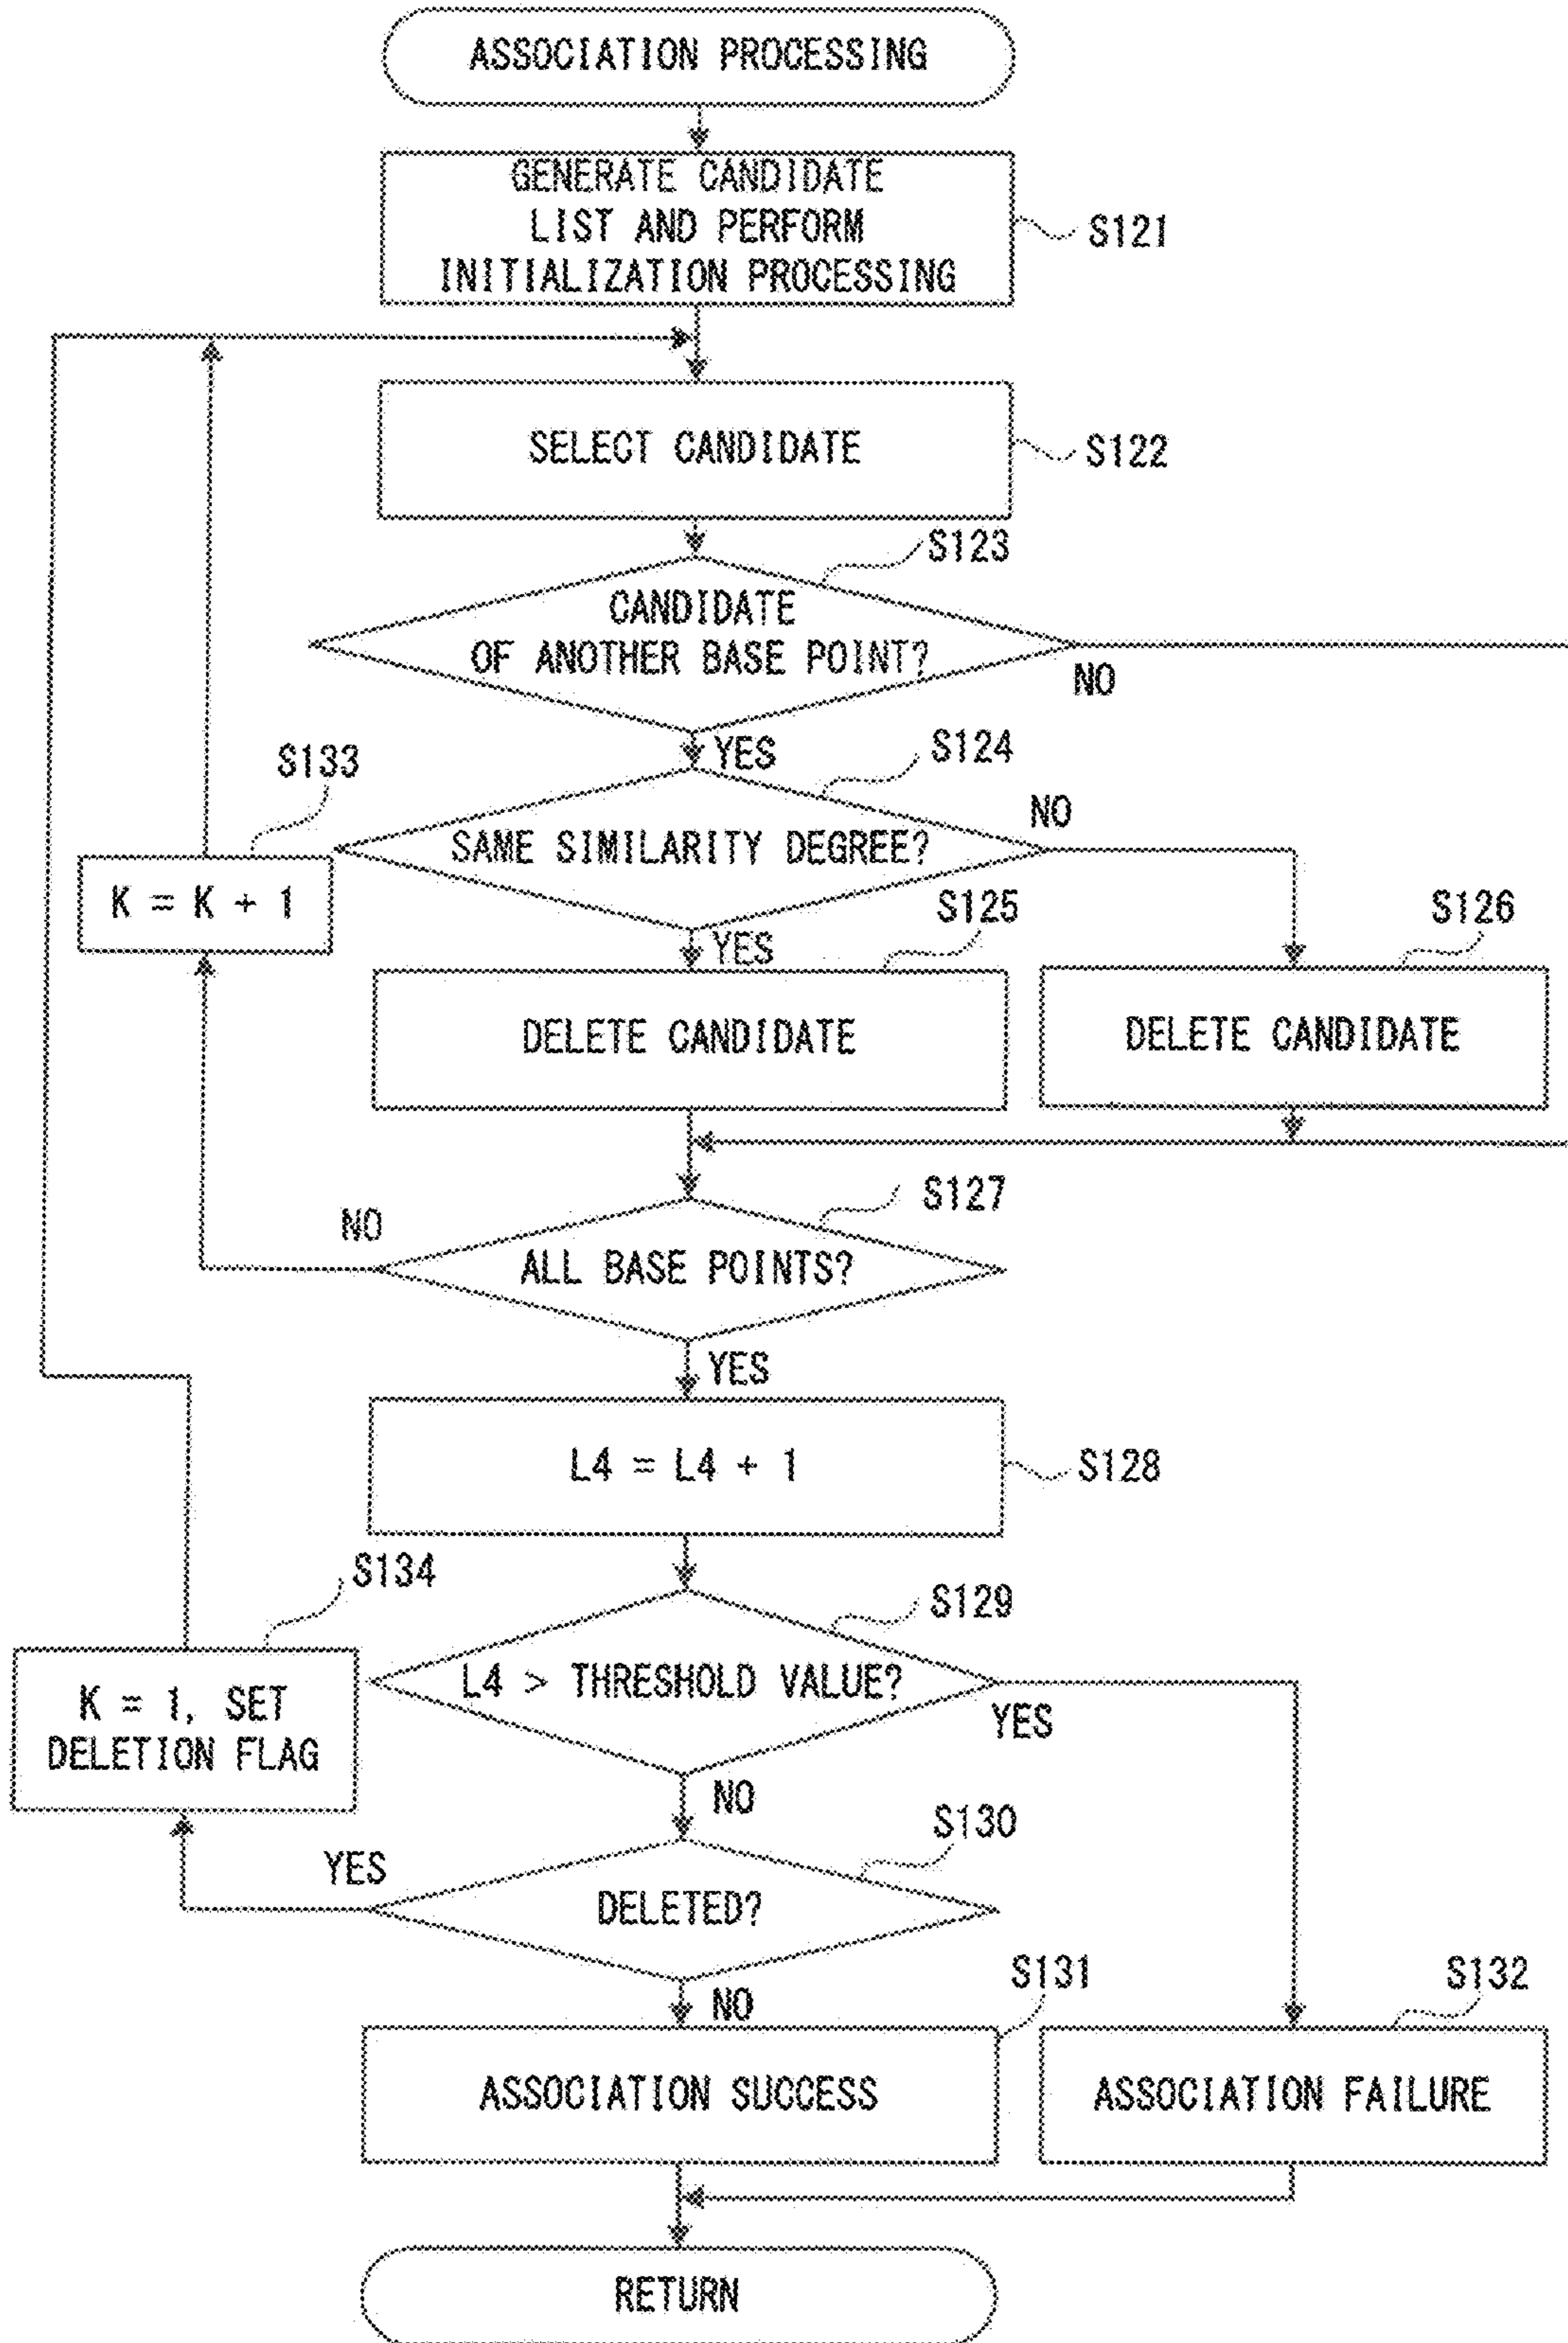 ASSOCIATION PROCESSING
GENERATE CANDIDATE
LIST AND PERFORM
INITIALIZATION PROCESSING
S121
SELECT CANDIDATE
S122
S123
CANDIDATE
OF ANOTHER BASE POINT?
NO
YES
S124
S133
SAME SIMILARITY DEGREE?
NO
K = K + 1
YES
S125
S126
DELETE CANDIDATE
DELETE CANDIDATE
S127
NO
ALL BASE POINTS?
YES
L4 = L4 + 1
S128
S134
S129
K = 1, SET
DELETION FLAG
L4 > THRESHOLD VALUE?
YES
NO
S130
YES
DELETED?
NO
S131
S132
ASSOCIATION SUCCESS
ASSOCIATION FAILURE
RETURN